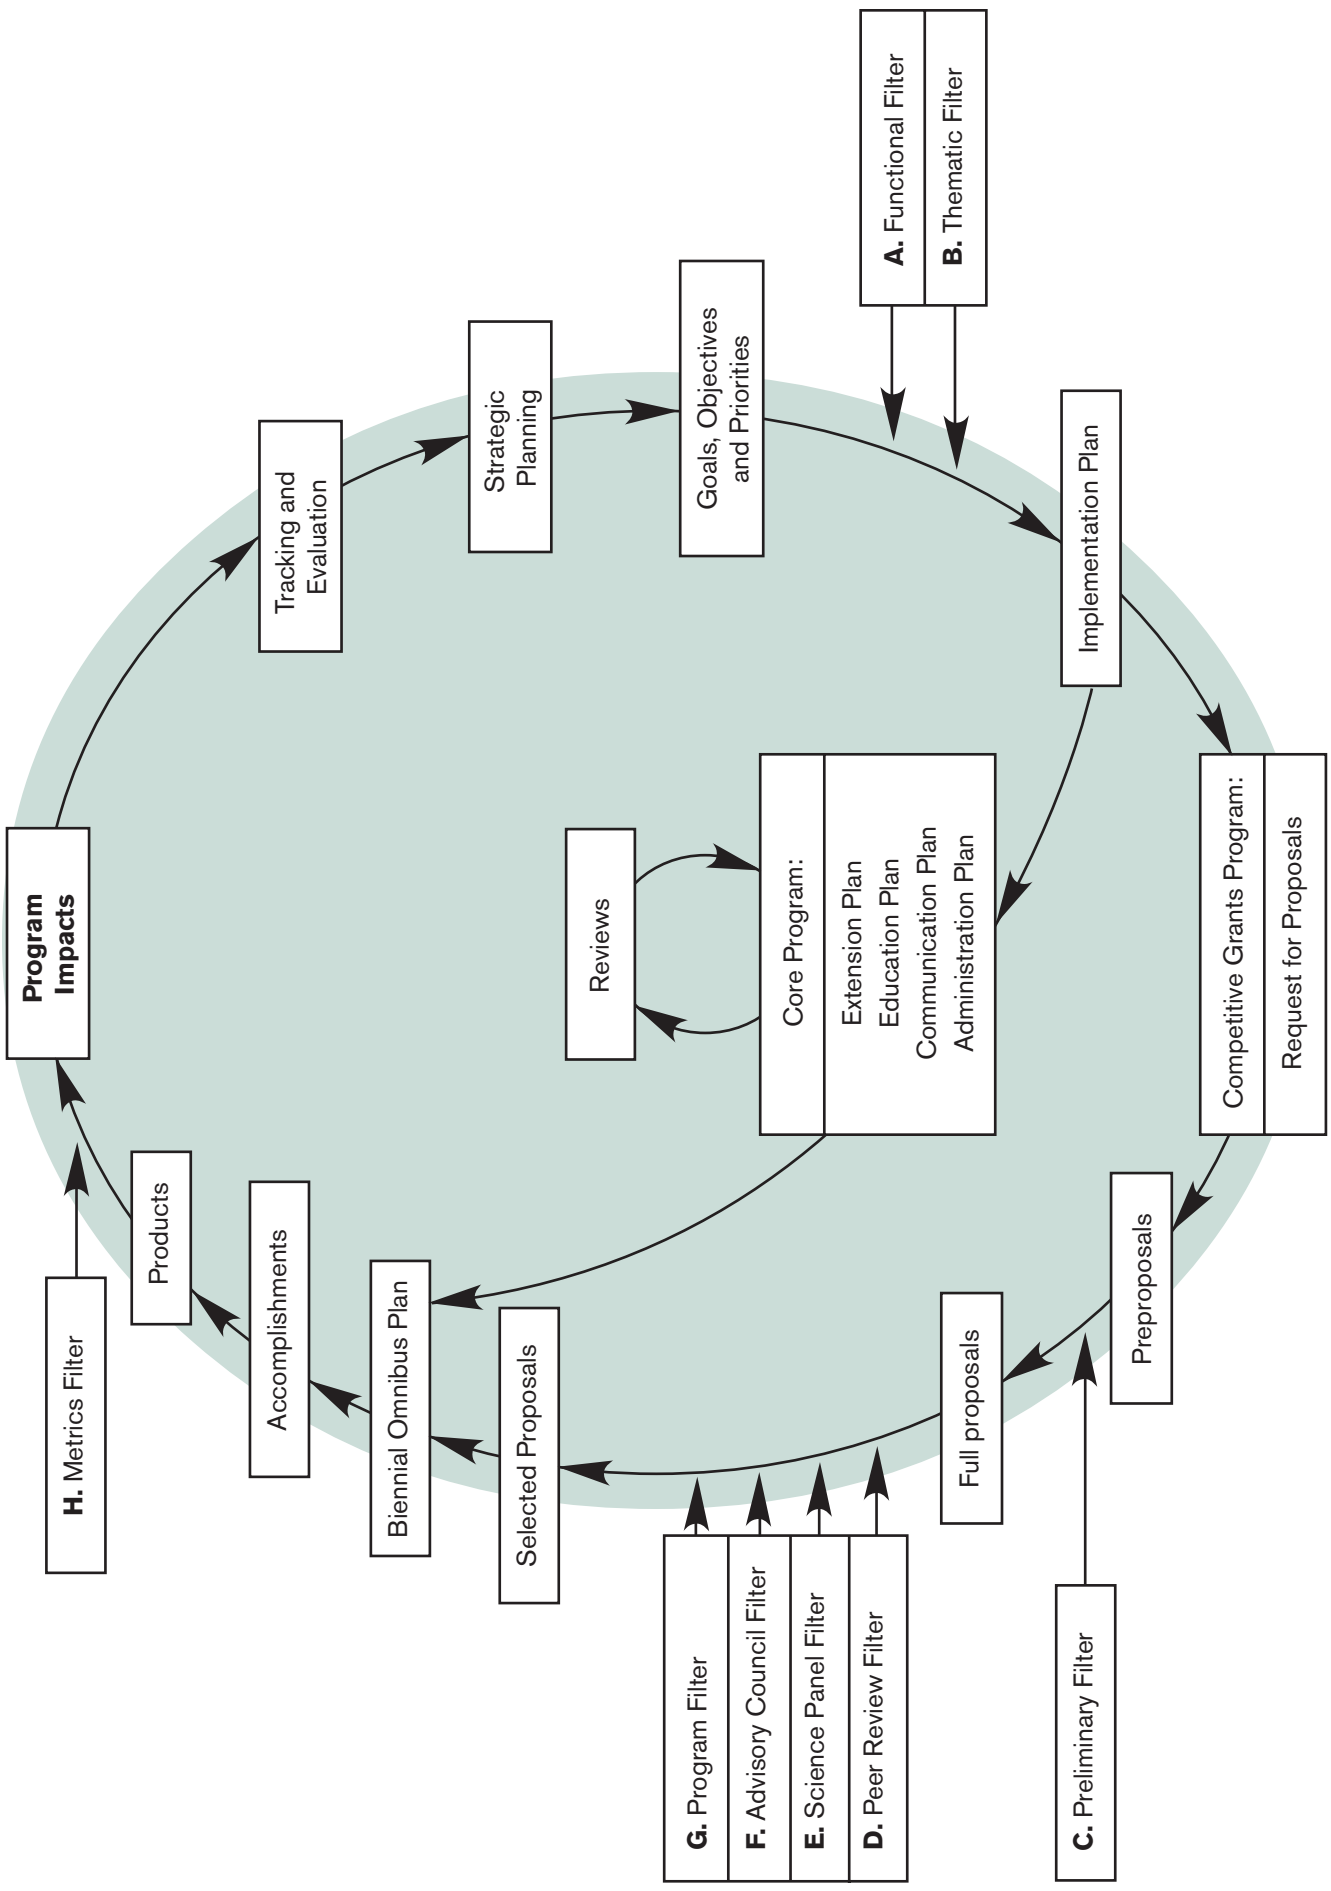 Program
Impacts
Tracking and
Evaluation
Strategic
Planning
Goals, Objectives
and Priorities
A. Functional Filter
B. Thematic Filter
Implementation Plan
Competitive Grants Program:
Request for Proposals
Preproposals
C. Preliminary Filter
Full proposals
D. Peer Review Filter
E. Science Panel Filter
F. Advisory Council Filter
G. Program Filter
Selected Proposals
Biennial Omnibus Plan
Accomplishments
Products
H. Metrics Filter
Reviews
Core Program:
Extension Plan
Education Plan
Communication Plan
Administration Plan